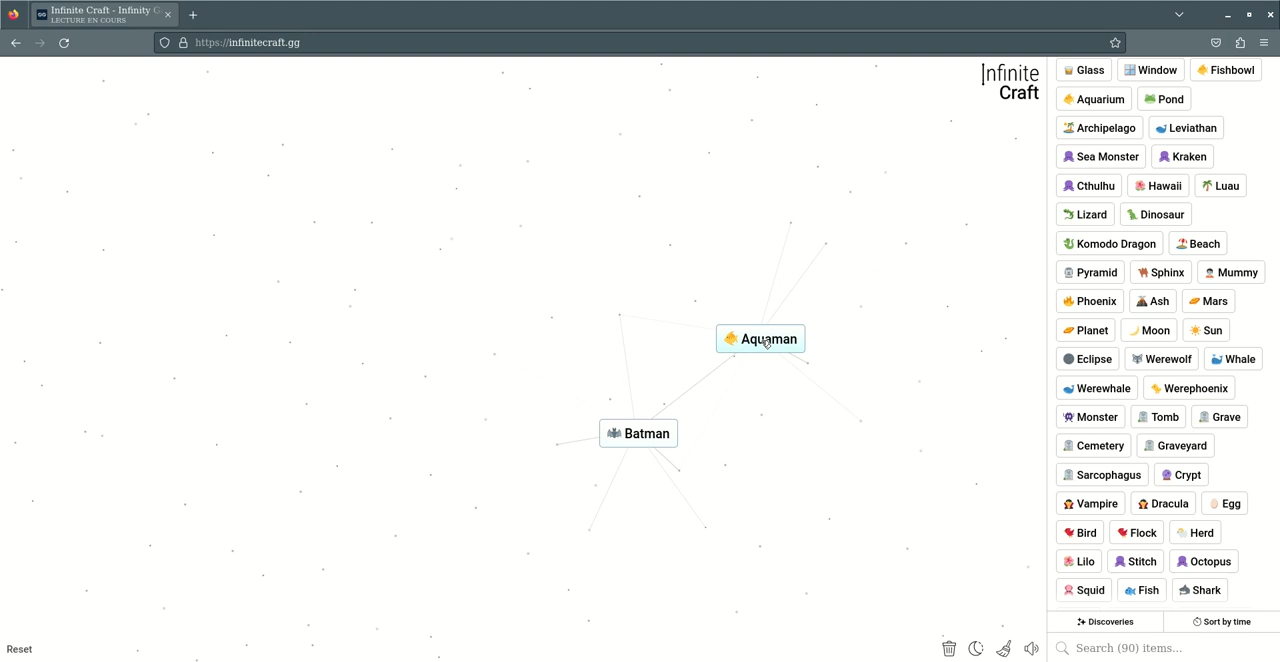 Infinite Craft - Infinity C
LECTURE EN COURS
https://infinitecraft.gg
Infinite
Craft
Glass Window Fishbowl
Aquarium Pond
Archipelago Leviathan
Sea Monster Kraken
Cthulhu Hawaii Luau
Lizard Dinosaur
Komodo Dragon Beach
Pyramid Sphinx Mummy
Phoenix Ash Mars
Planet Moon Sun
Eclipse Werewolf Whale
Werewhale Werephoenix
Monster Tomb Grave
Cemetery Graveyard
Sarcophagus Crypt
Vampire Dracula Egg
Bird Flock Herd
Lilo Stitch Octopus
Squid Fish Shark
Aquaman
Batman
Discoveries Sort by time
Reset
Search (90) items...